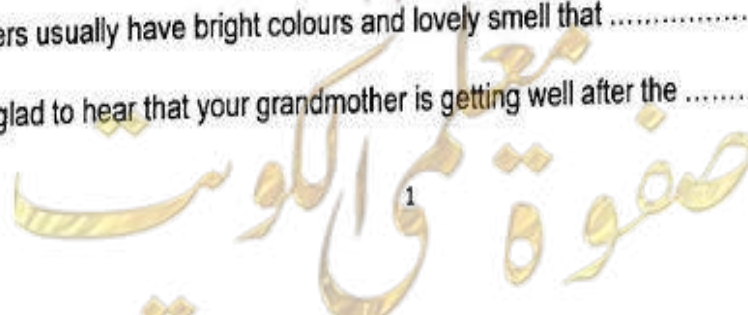 ers usually have bright colours and lovely smell that ................
glad to hear that your grandmother is getting well after the .......
1
صفوة معلمى الكويت